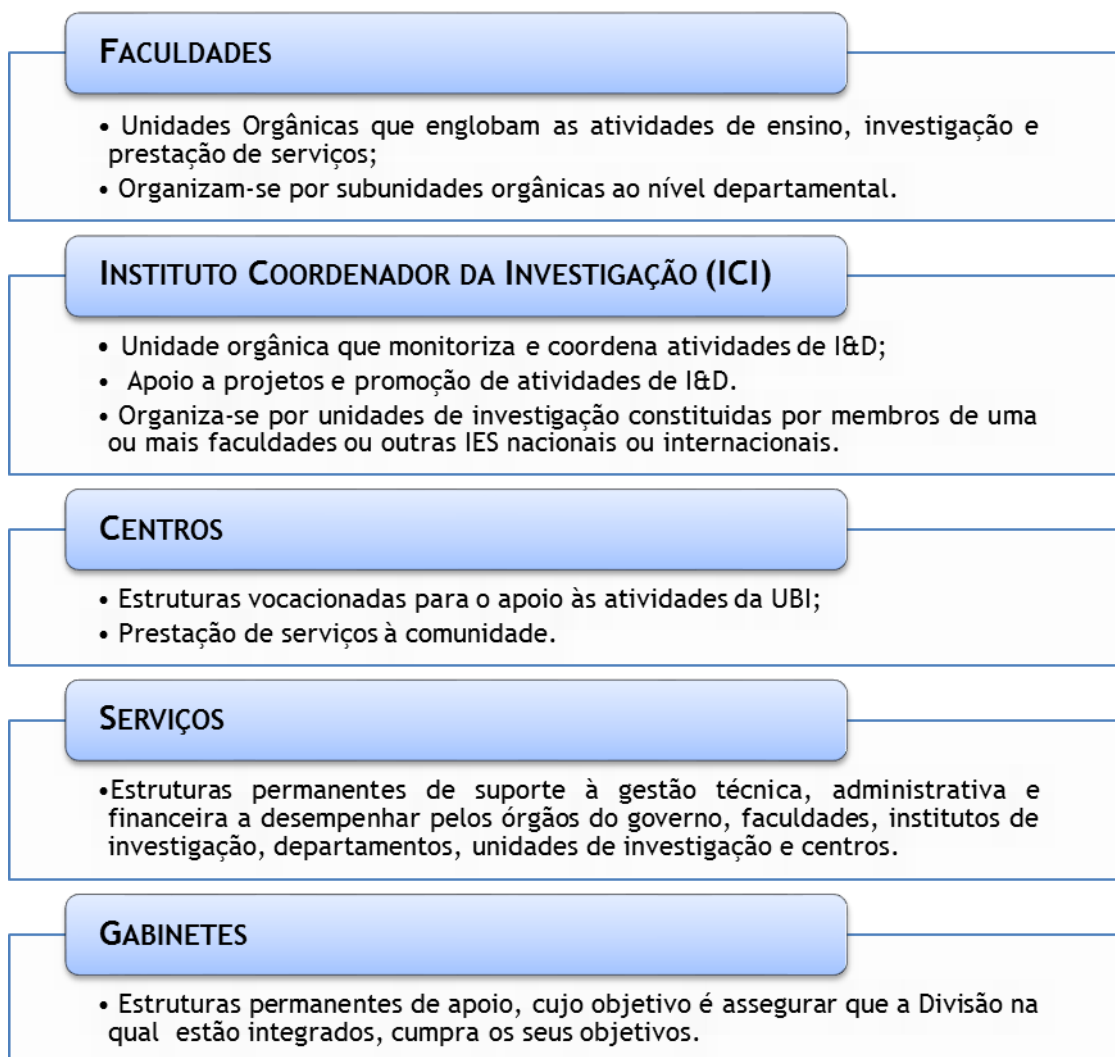 FACULDADES
• Unidades Orgânicas que englobam as atividades de ensino, investigação e
prestação de serviços;
• Organizam-se por subunidades orgânicas ao nível departamental.
INSTITUTO COORDENADOR DA INVESTIGAÇÃO (ICI)
• Unidade orgânica que monitoriza e coordena atividades de I&D;
• Apoio a projetos e promoção de atividades de I&D.
• Organiza-se por unidades de investigação constituidas por membros de uma
ou mais faculdades ou outras IES nacionais ou internacionais.
CENTROS
• Estruturas vocacionadas para o apoio às atividades da UBI;
• Prestação de serviços à comunidade.
SERVIÇOS
•Estruturas permanentes de suporte à gestão técnica, administrativa e
financeira a desempenhar pelos órgãos do governo, faculdades, institutos de
investigação, departamentos, unidades de investigação e centros.
GABINETES
• Estruturas permanentes de apoio, cujo objetivo é assegurar que a Divisão na
qual estão integrados, cumpra os seus objetivos.